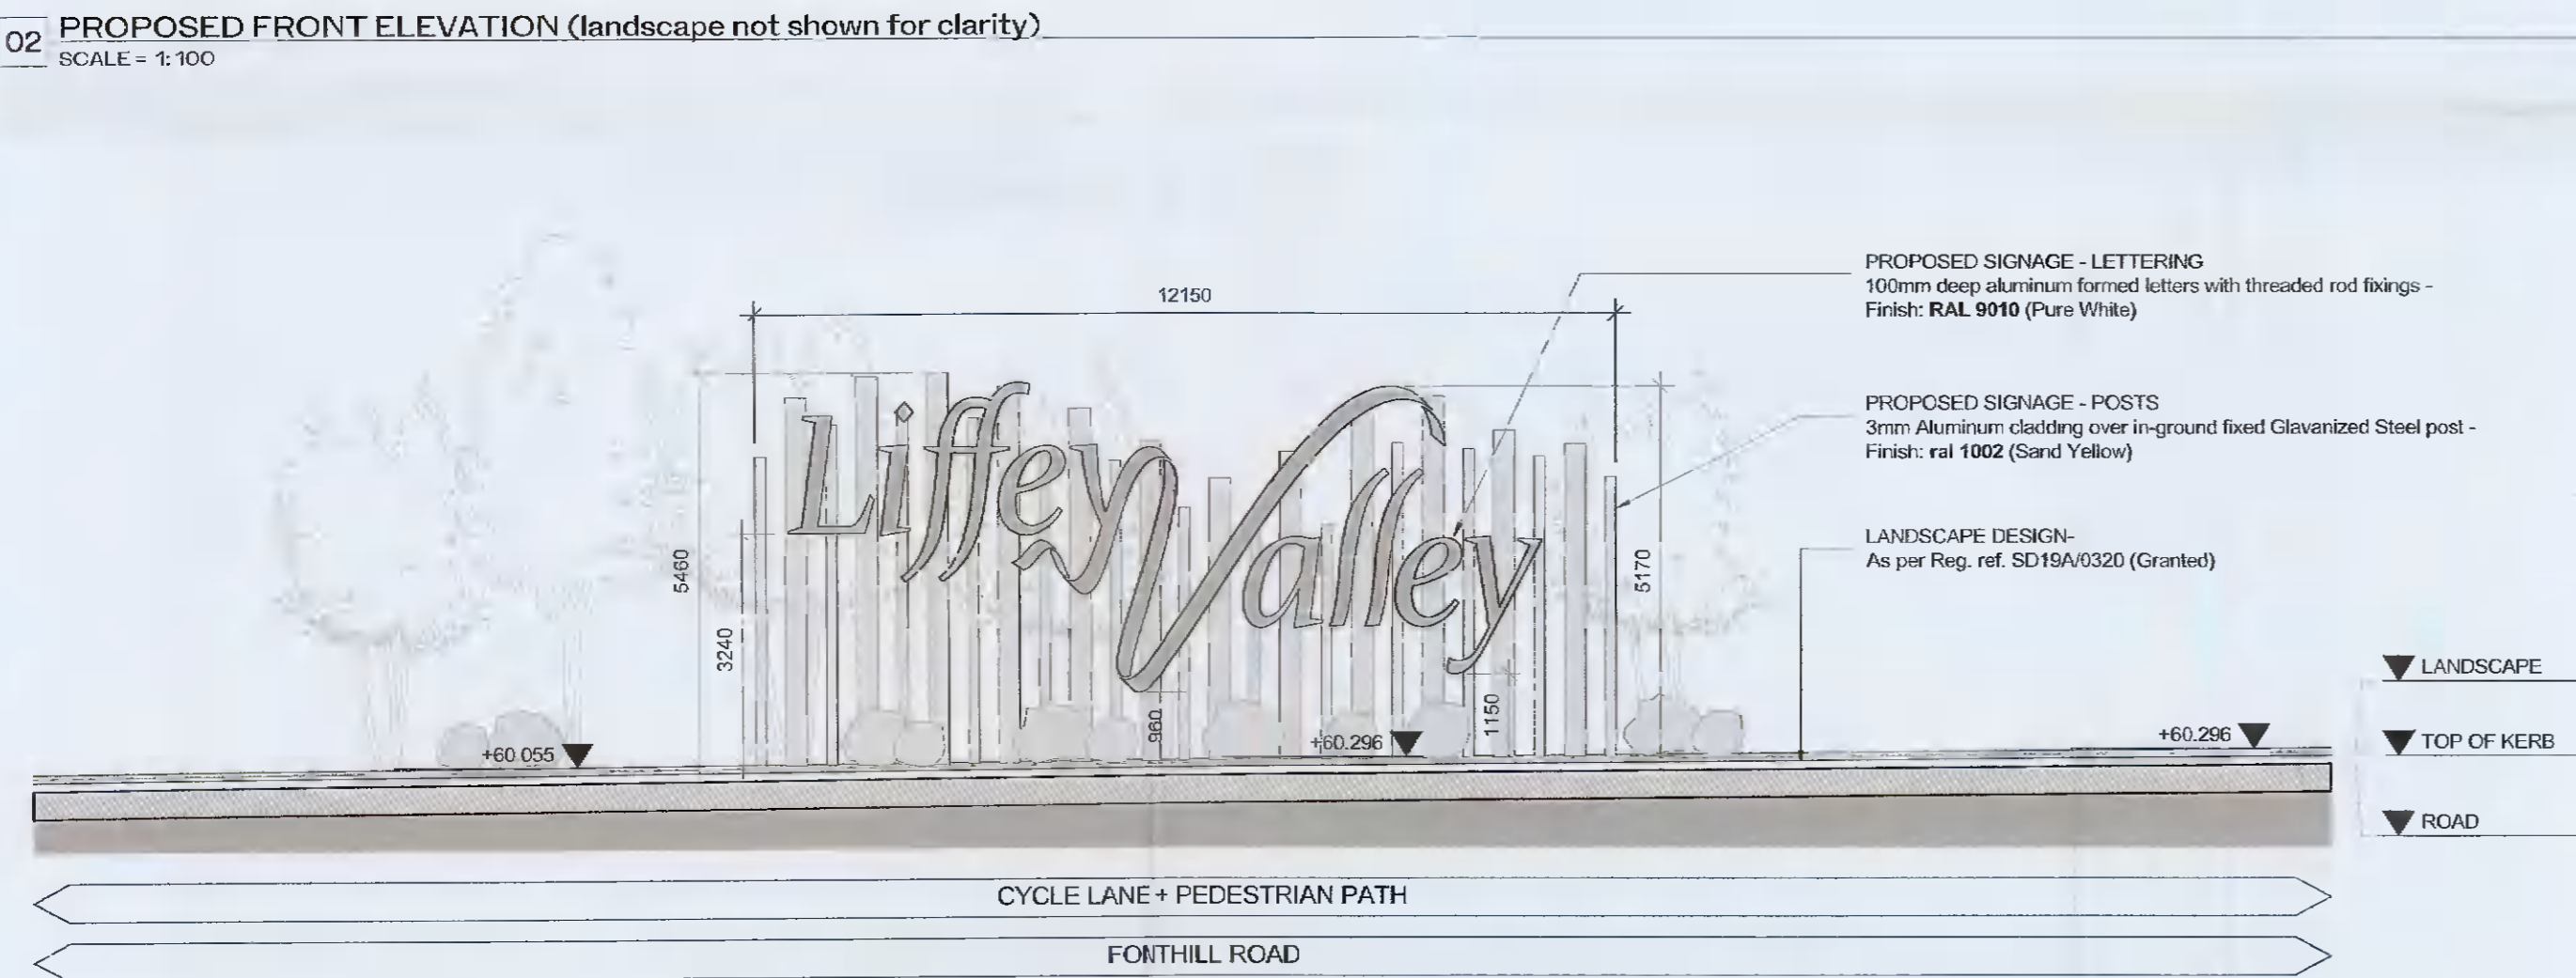 02 PROPOSED FRONT ELEVATION (landscape not shown for clarity)
SCALE = 1:100
12150
PROPOSED SIGNAGE - LETTERING
100mm deep aluminum formed letters with threaded rod fixings -
Finish: RAL 9010 (Pure White)
PROPOSED SIGNAGE - POSTS
3mm Aluminum cladding over in-ground fixed Glavanized Steel post -
Finish: ral 1002 (Sand Yellow)
LANDSCAPE DESIGN-
As per Reg. ref. SD19A/0320 (Granted)
Liffey
Valley
5460
3240
5170
960
1150
+60.055
+60.296
+60.296
LANDSCAPE
TOP OF KERB
ROAD
CYCLE LANE + PEDESTRIAN PATH
FONTHILL ROAD